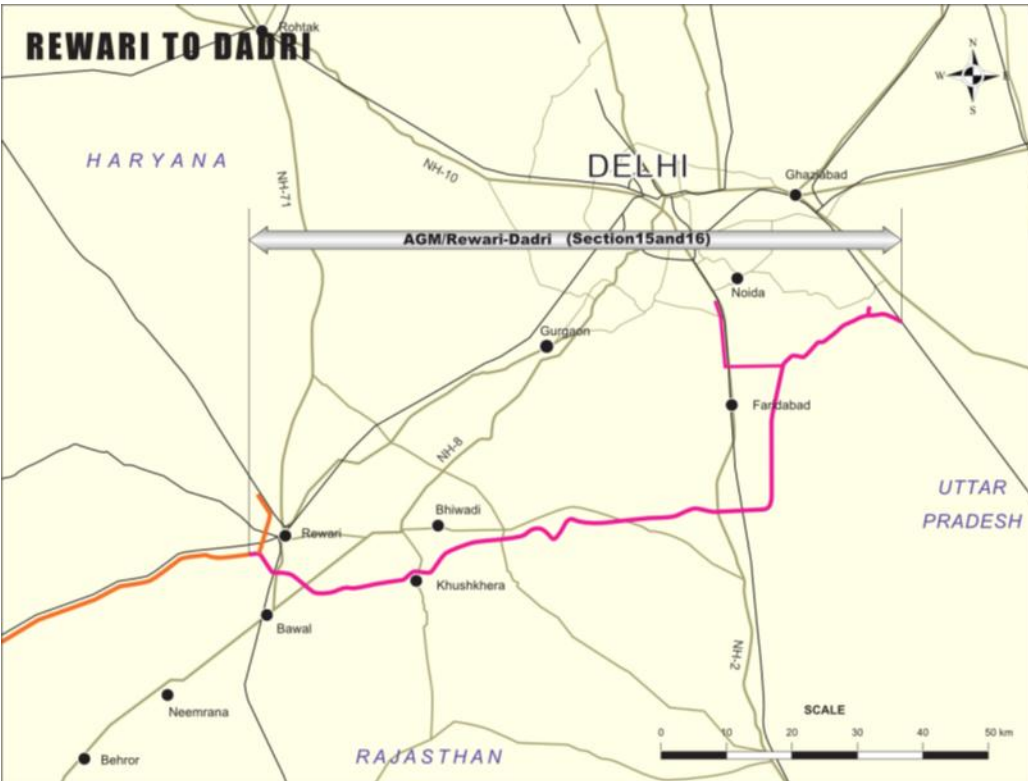 REWARI TO DADRI
Rohtak
N
W E
S
HARYANA
NH-10
DELHI
Ghaziabad
NH-71
AGM/Rewari-Dadri (Section15and16)
Noida
Gurgaon
Faridabad
NH-8
UTTAR
PRADESH
Bhiwadi
Rewari
Khushkhera
Bawal
NH-2
Neemrana
SCALE
0 10 20 30 40 50 km
RAJASTHAN
Behror